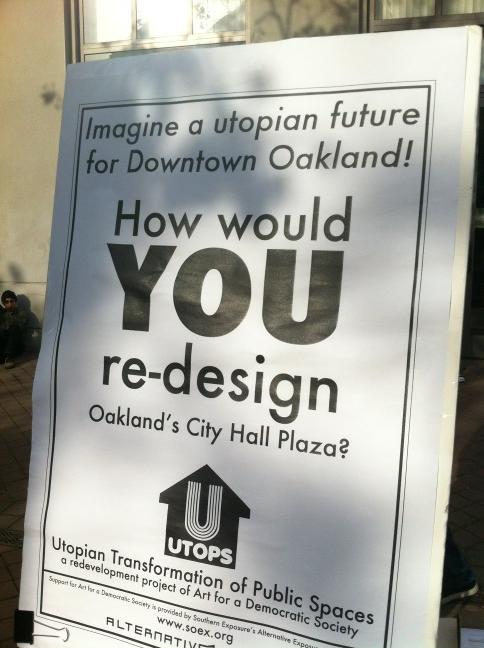 Imagine a utopian future
for Downtown Oakland!
How would
YOU
re-design
Oakland's City Hall Plaza?
U
UTOPS
Utopian Transformation of Public Spaces
a redevelopment project of Art for a Democratic Society
Support for Art for a Democratic Society is provided by Southern Exposure's Alternative
www.soex.org
ALTERNATIVE